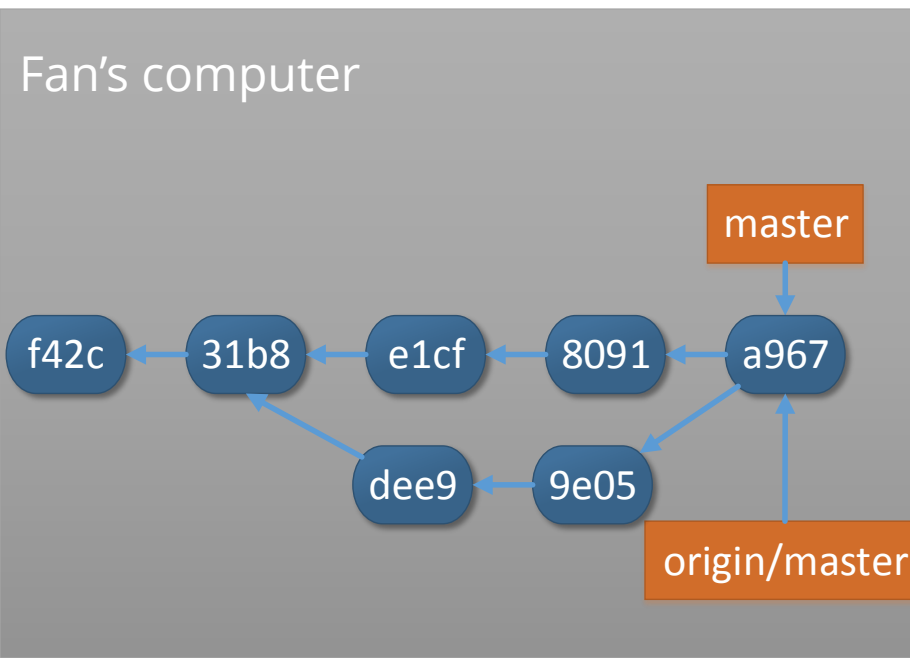 Fan's computer
master
f42c
31b8
e1cf
8091
a967
dee9
9e05
origin/master